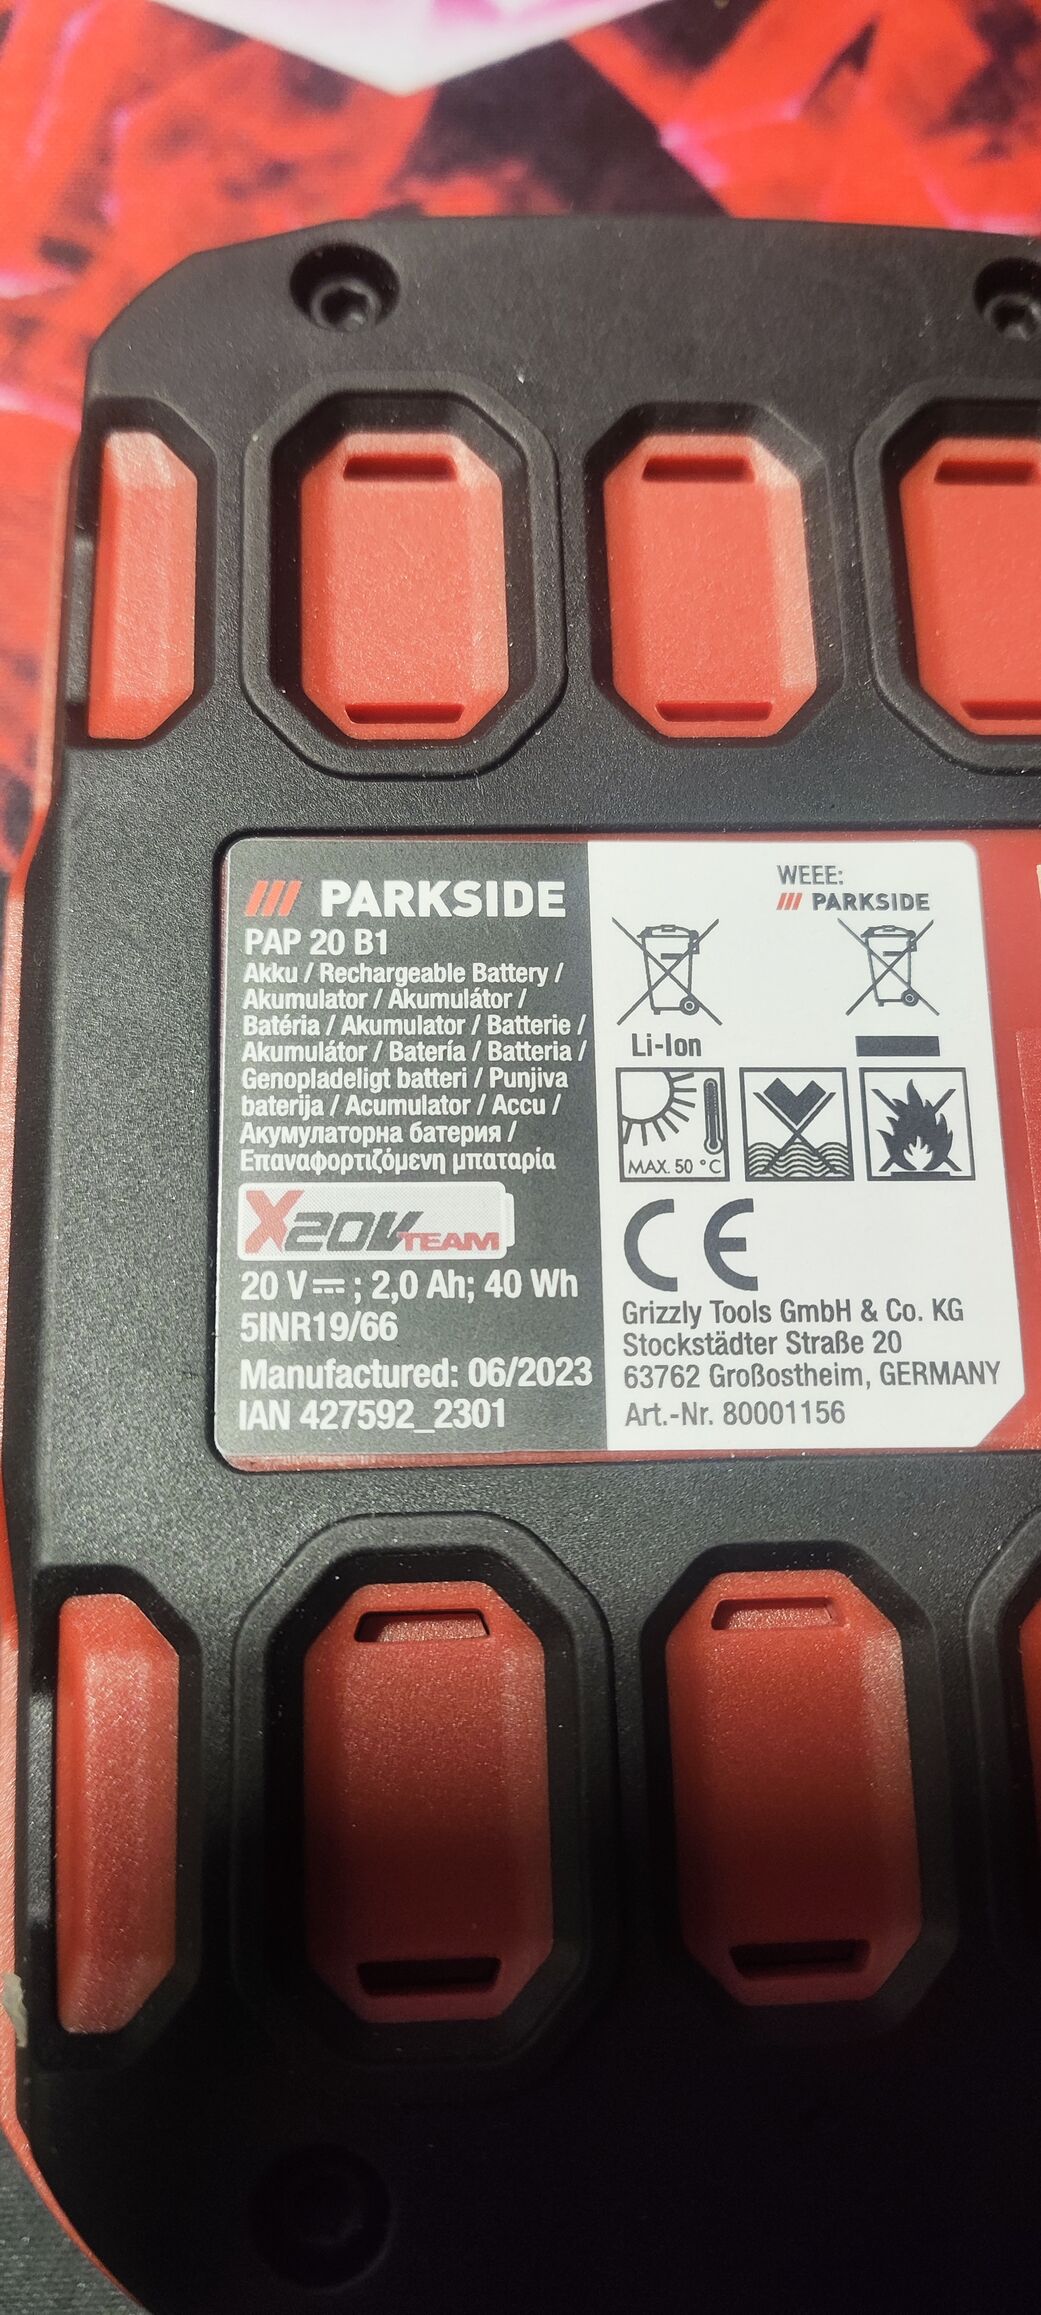 PARKSIDE
PAP 20 B1
Akku / Rechargeable Battery /
Akumulator / Akumulátor /
Batéria / Akumulator / Batterie /
Akumulátor / Batería / Batteria /
Genopladeligt batteri / Punjiva
baterija / Acumulator / Accu /
Акумулаторна батерия /
Επαναφορτιζόμενη μπαταρία
X20VTEAM
20 V⎓; 2,0 Ah; 40 Wh
5INR19/66
Manufactured: 06/2023
IAN 427592_2301
WEEE:
PARKSIDE
Li-Ion
MAX. 50 °C
CE
Grizzly Tools GmbH & Co. KG
Stockstädter Straße 20
63762 Großostheim, GERMANY
Art.-Nr. 80001156